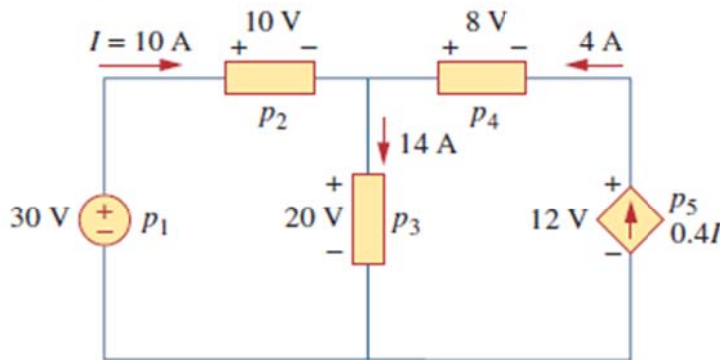 10 V
8 V
I = 10 A
+ −
+ −
4 A
p2
p4
14 A
+
+
30 V + − p1
20 V p3
12 V
p5
0.4I
−
−